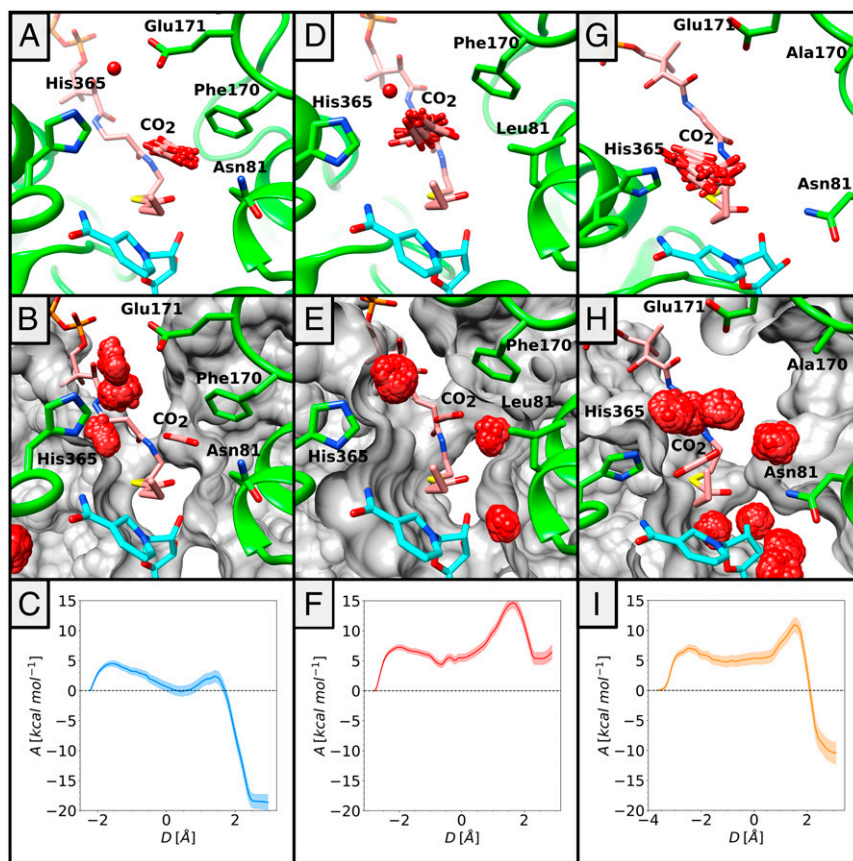 A
Glu171
His365
Phe170
CO2
Asn81
D
Phe170
His365
CO2
Leu81
G
Glu171
Ala170
CO2
His365
Asn81
B
Glu171
Phe170
CO2
His365
Asn81
E
Phe170
CO2
Leu81
His365
H
Glu171
Ala170
His365
CO2
Asn81
C
15
10
5
0
−5
−10
−15
−20
A [kcal mol−1]
−2 0 2
D [Å]
F
15
10
5
0
−5
−10
−15
−20
A [kcal mol−1]
−2 0 2
D [Å]
I
15
10
5
0
−5
−10
−15
−20
A [kcal mol−1]
−4 −2 0 2
D [Å]